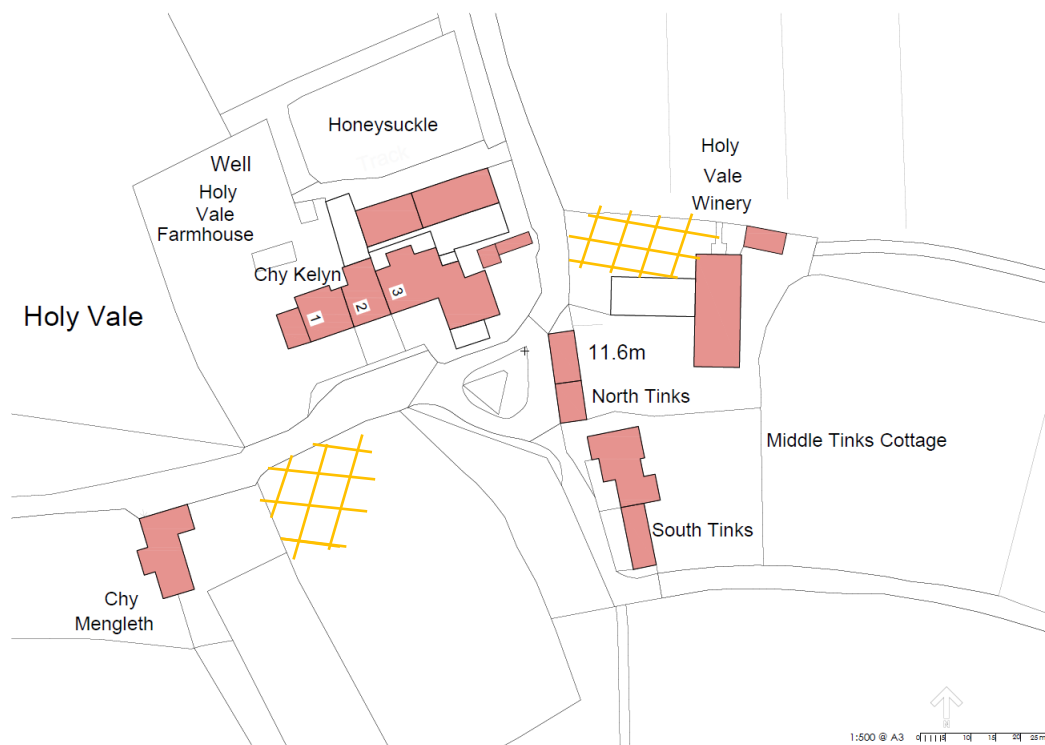 Honeysuckle
Track
Well
Holy
Vale
Farmhouse
Holy
Vale
Winery
Chy Kelyn
1
2
3
Holy Vale
11.6m
North Tinks
Middle Tinks Cottage
South Tinks
Chy
Mengleth
1:500 @ A3
0 5 10 15 20 25m